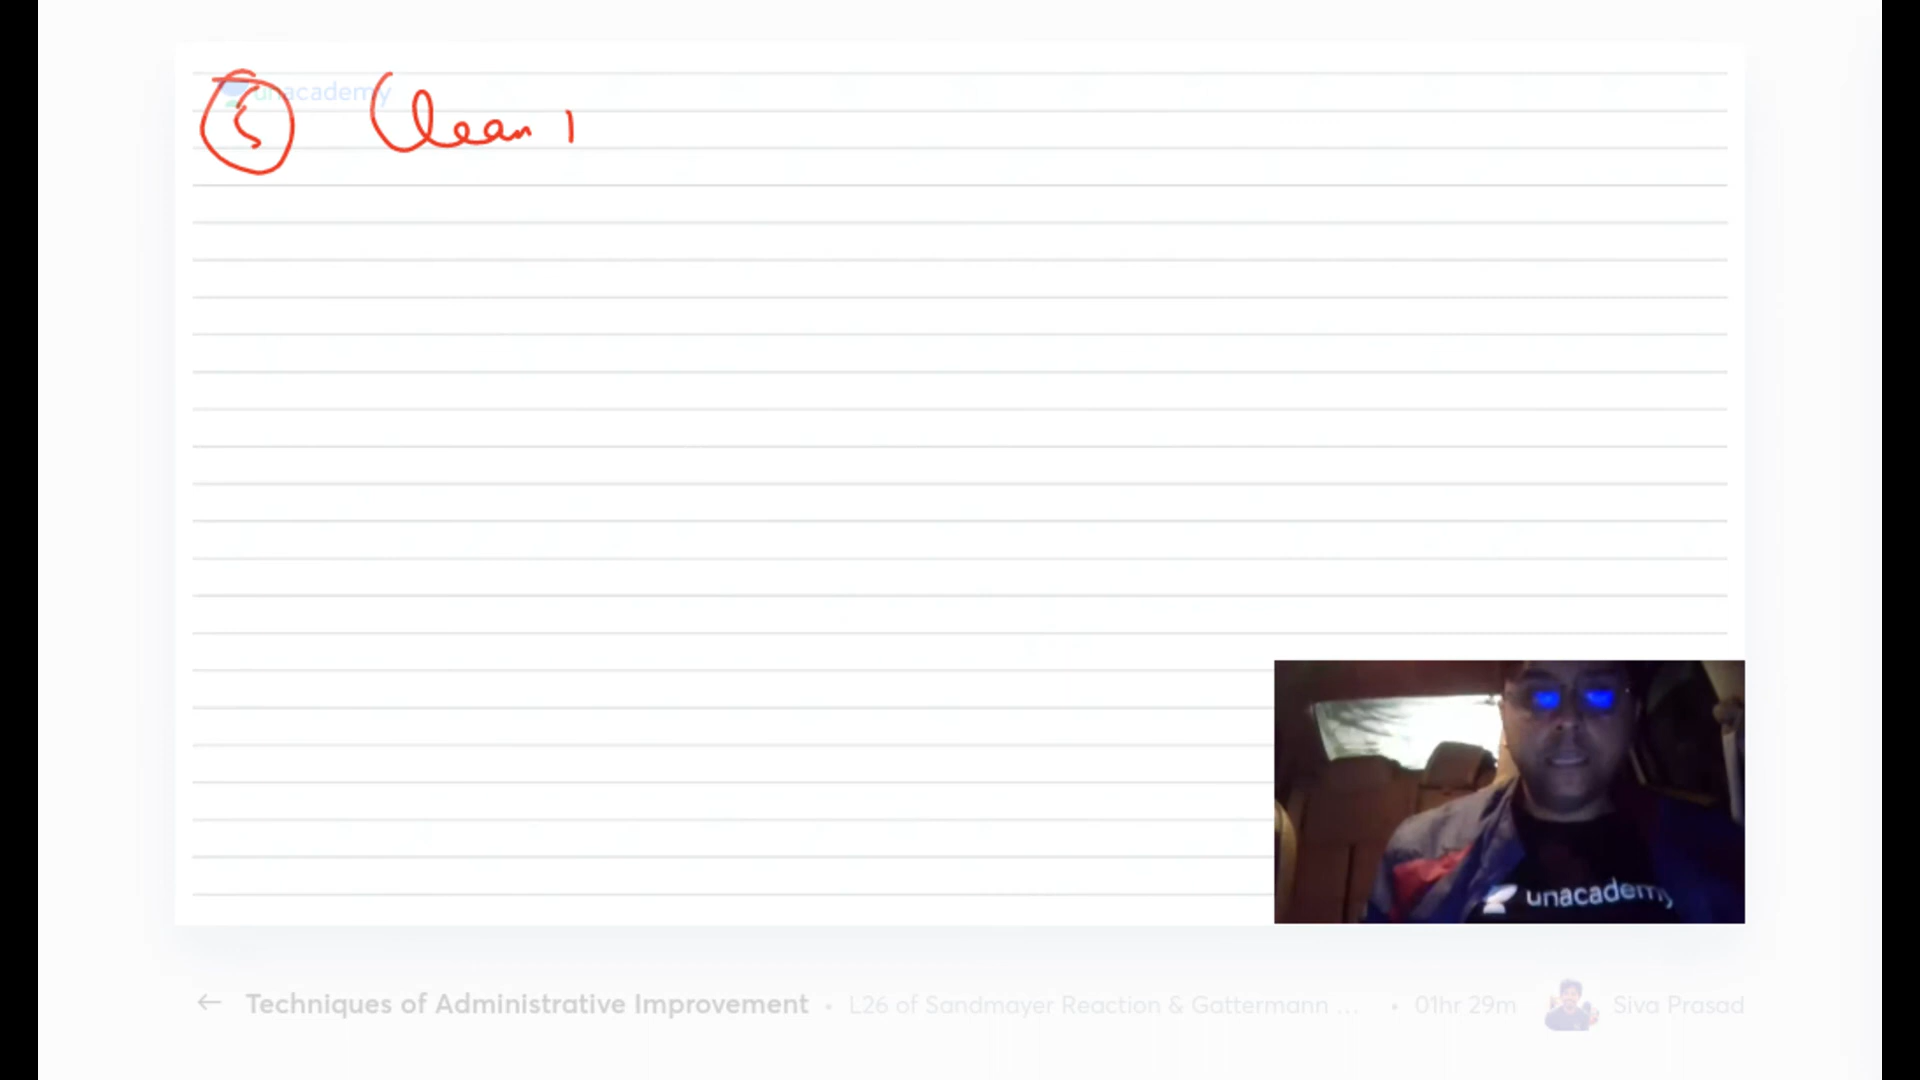 unacademy
5 Clean 1
unacademy
Techniques of Administrative Improvement • L26 of Sandmayer Reaction & Gattermann ... • 01hr 29m Siva Prasad